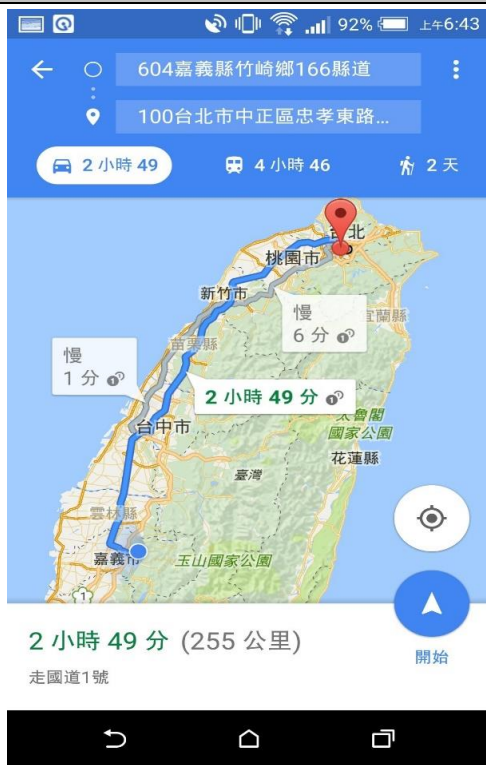 92% 上午6:43
604嘉義縣竹崎鄉166縣道
100台北市中正區忠孝東路...
2 小時 49 4 小時 46 2 天
台北
桃園市
新竹市
宜蘭縣
慢
6 分
苗栗縣
慢
1 分
2 小時 49 分
太魯閣
國家公園
台中市
花蓮縣
臺灣
雲林縣
嘉義市
玉山國家公園
1
2 小時 49 分 (255 公里)
開始
走國道1號